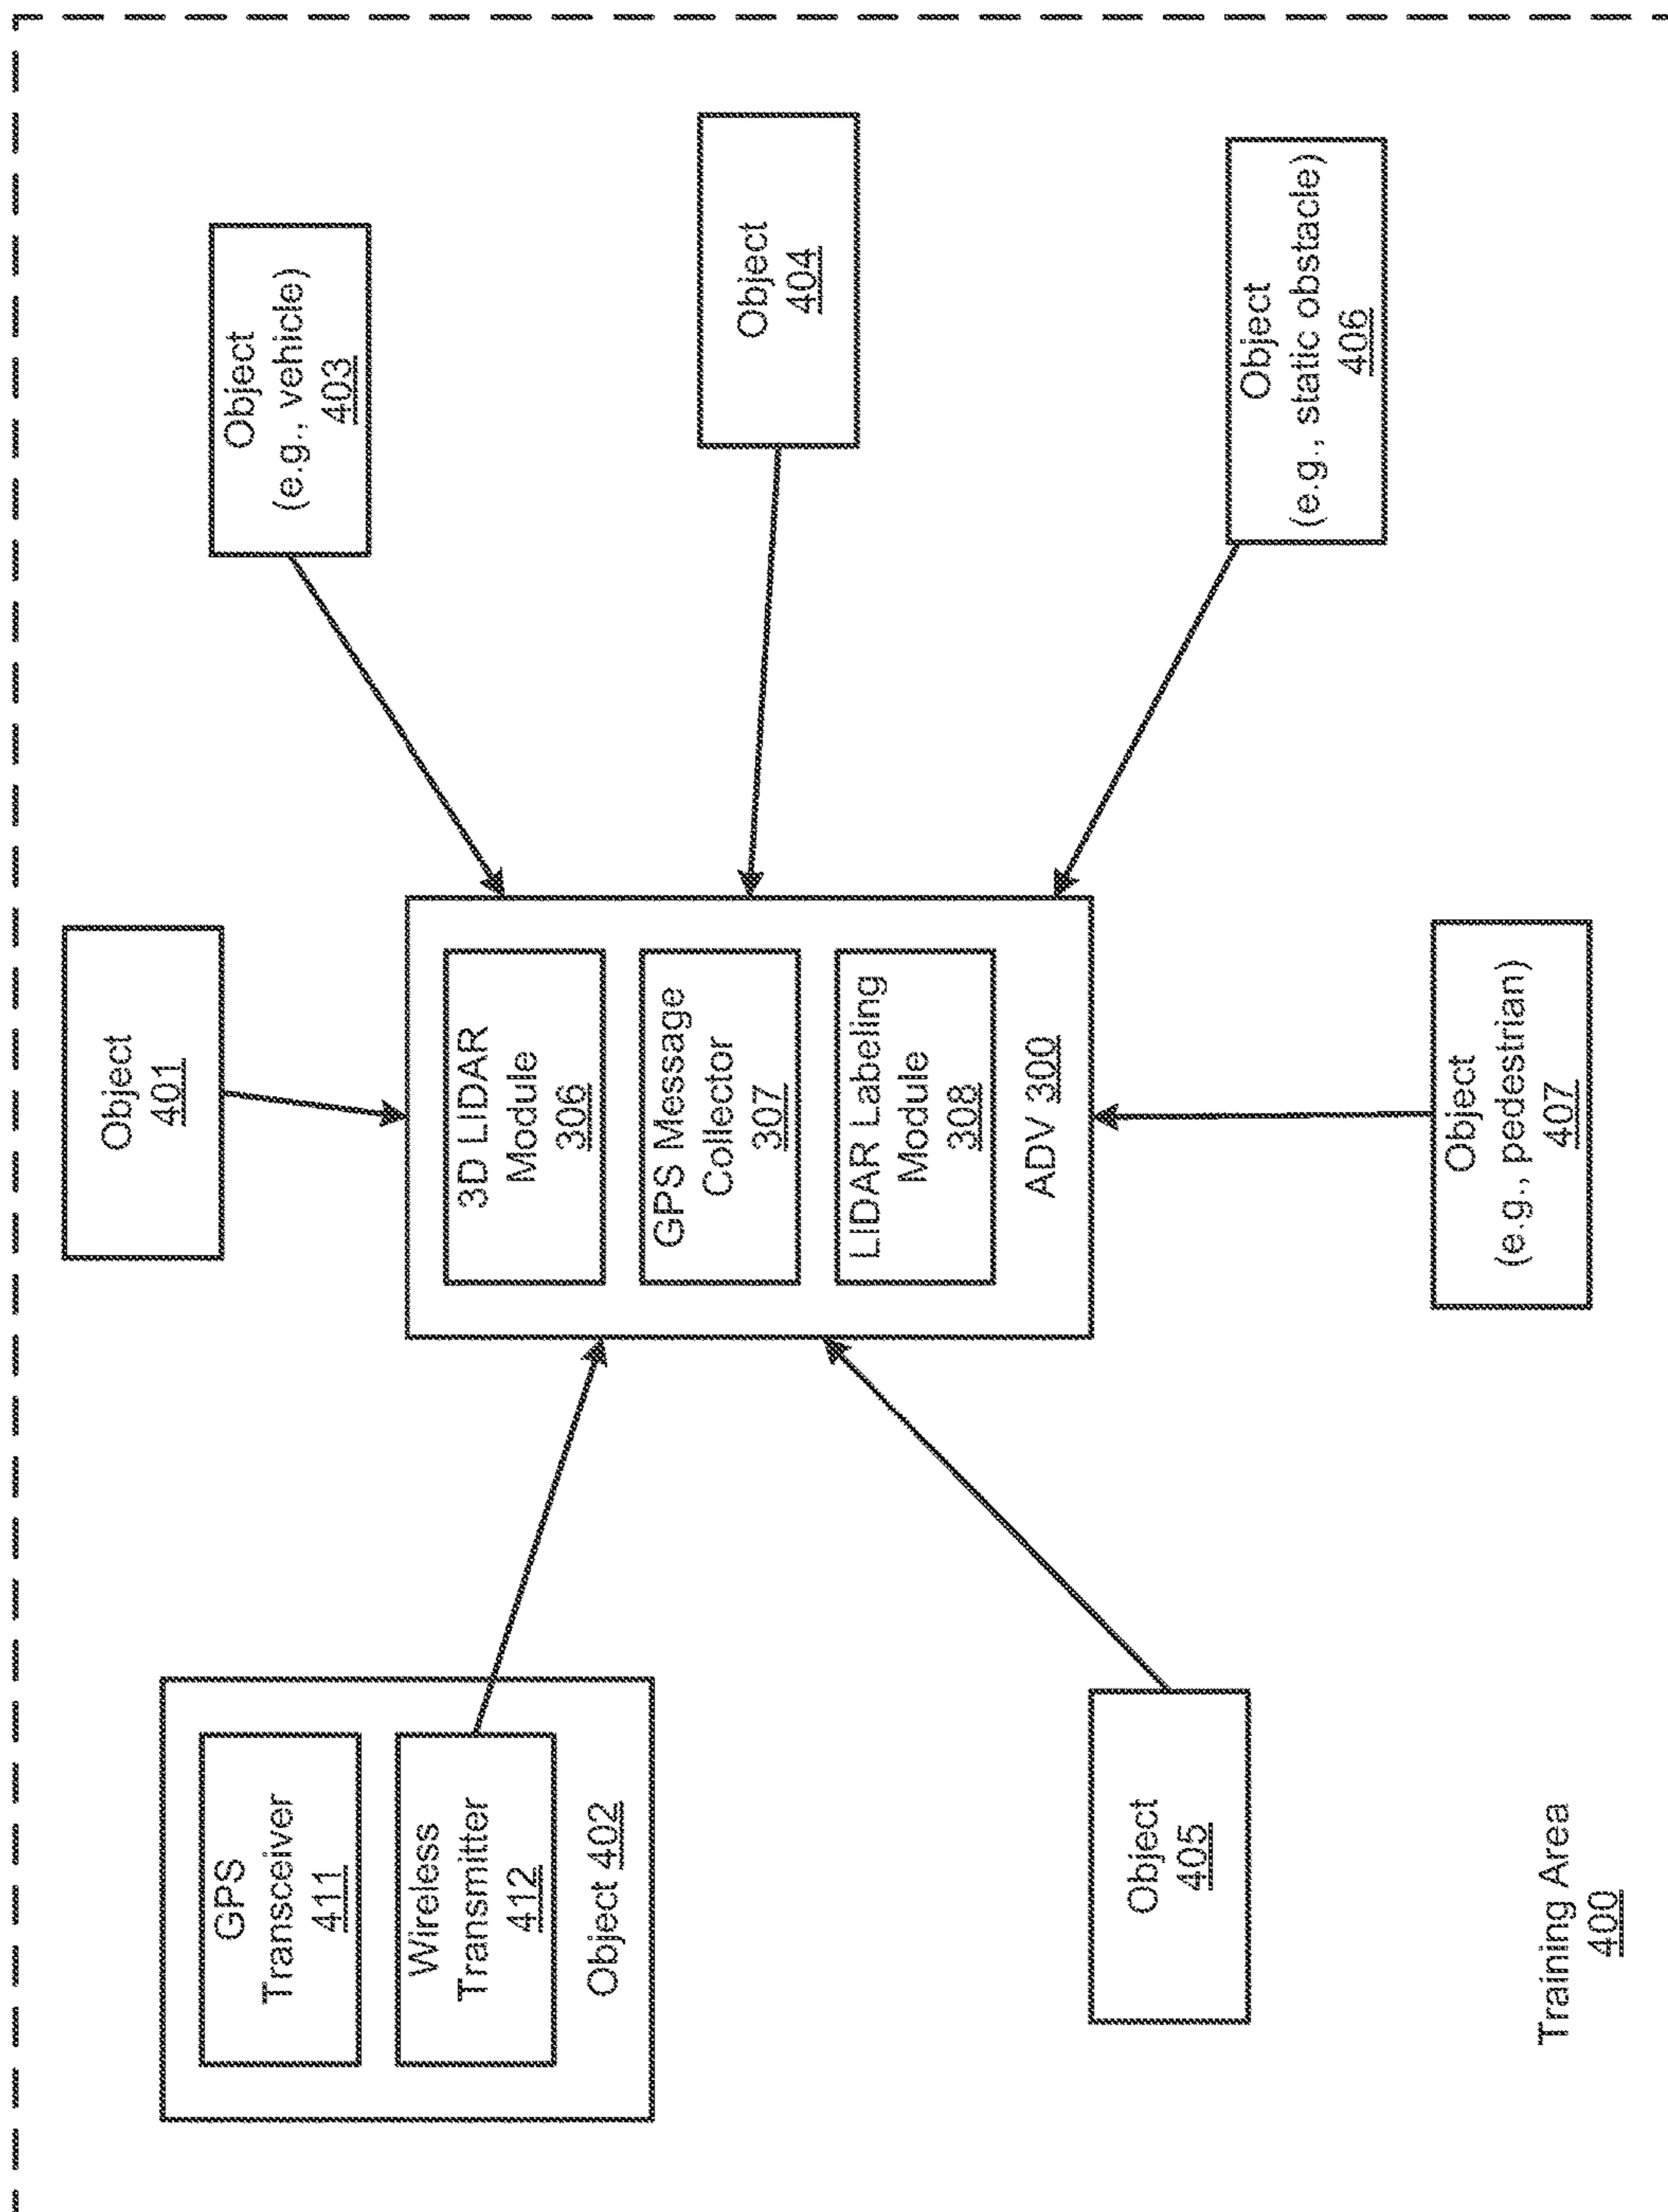 Object
401
GPS
Transceiver
411
Wireless
Transmitter
412
Object 402
3D LIDAR
Module
306
GPS Message
Collector
307
LIDAR Labeling
Module
308
ADV 300
Object
(e.g., vehicle)
403
Object
404
Object
405
Object
(e.g., static obstacle)
406
Object
(e.g., pedestrian)
407
Training Area
400